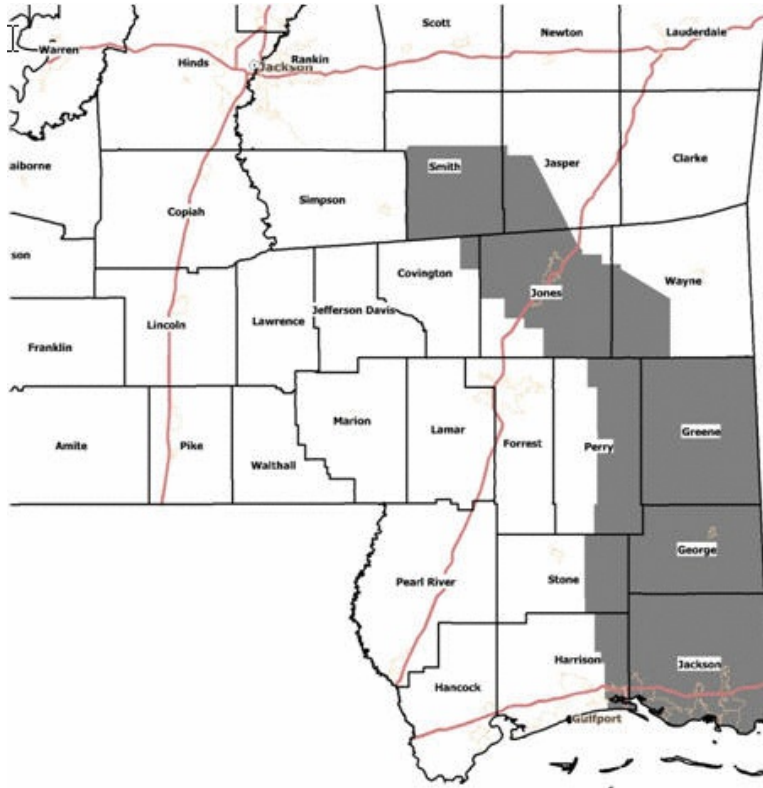 Scott
Newton
Lauderdale
Warren
Hinds
Rankin
Jackson
aiborne
Smith
Jasper
Clarke
Simpson
Copiah
son
Covington
Wayne
Jones
Jefferson Davis
Lawrence
Lincoln
Franklin
Marion
Lamar
Greene
Amite
Pike
Forrest
Perry
Walthall
George
Pearl River
Stone
Harrison
Jackson
Hancock
Gulfport